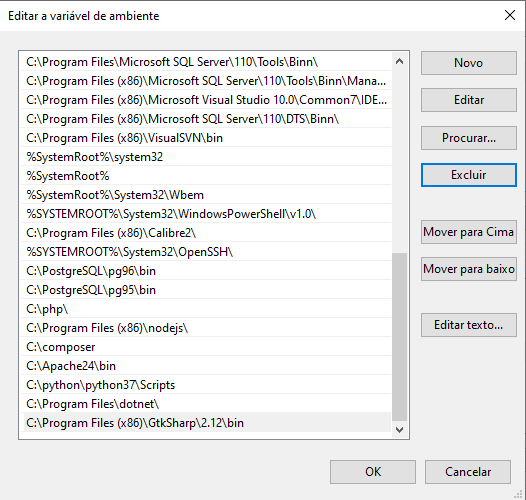 Editar a variável de ambiente
C:\Program Files\Microsoft SQL Server\110\Tools\Binn\
C:\Program Files (x86)\Microsoft SQL Server\110\Tools\Binn\Mana...
C:\Program Files (x86)\Microsoft Visual Studio 10.0\Common7\IDE...
C:\Program Files (x86)\Microsoft SQL Server\110\DTS\Binn\
C:\Program Files (x86)\VisualSVN\bin
%SystemRoot%\system32
%SystemRoot%
%SystemRoot%\System32\Wbem
%SYSTEMROOT%\System32\WindowsPowerShell\v1.0\
C:\Program Files (x86)\Calibre2\
%SYSTEMROOT%\System32\OpenSSH\
C:\PostgreSQL\pg96\bin
C:\PostgreSQL\pg95\bin
C:\php\
C:\Program Files (x86)\nodejs\
C:\composer
C:\Apache24\bin
C:\python\python37\Scripts
C:\Program Files\dotnet\
C:\Program Files (x86)\GtkSharp\2.12\bin
Novo
Editar
Procurar...
Excluir
Mover para Cima
Mover para baixo
Editar texto...
OK
Cancelar